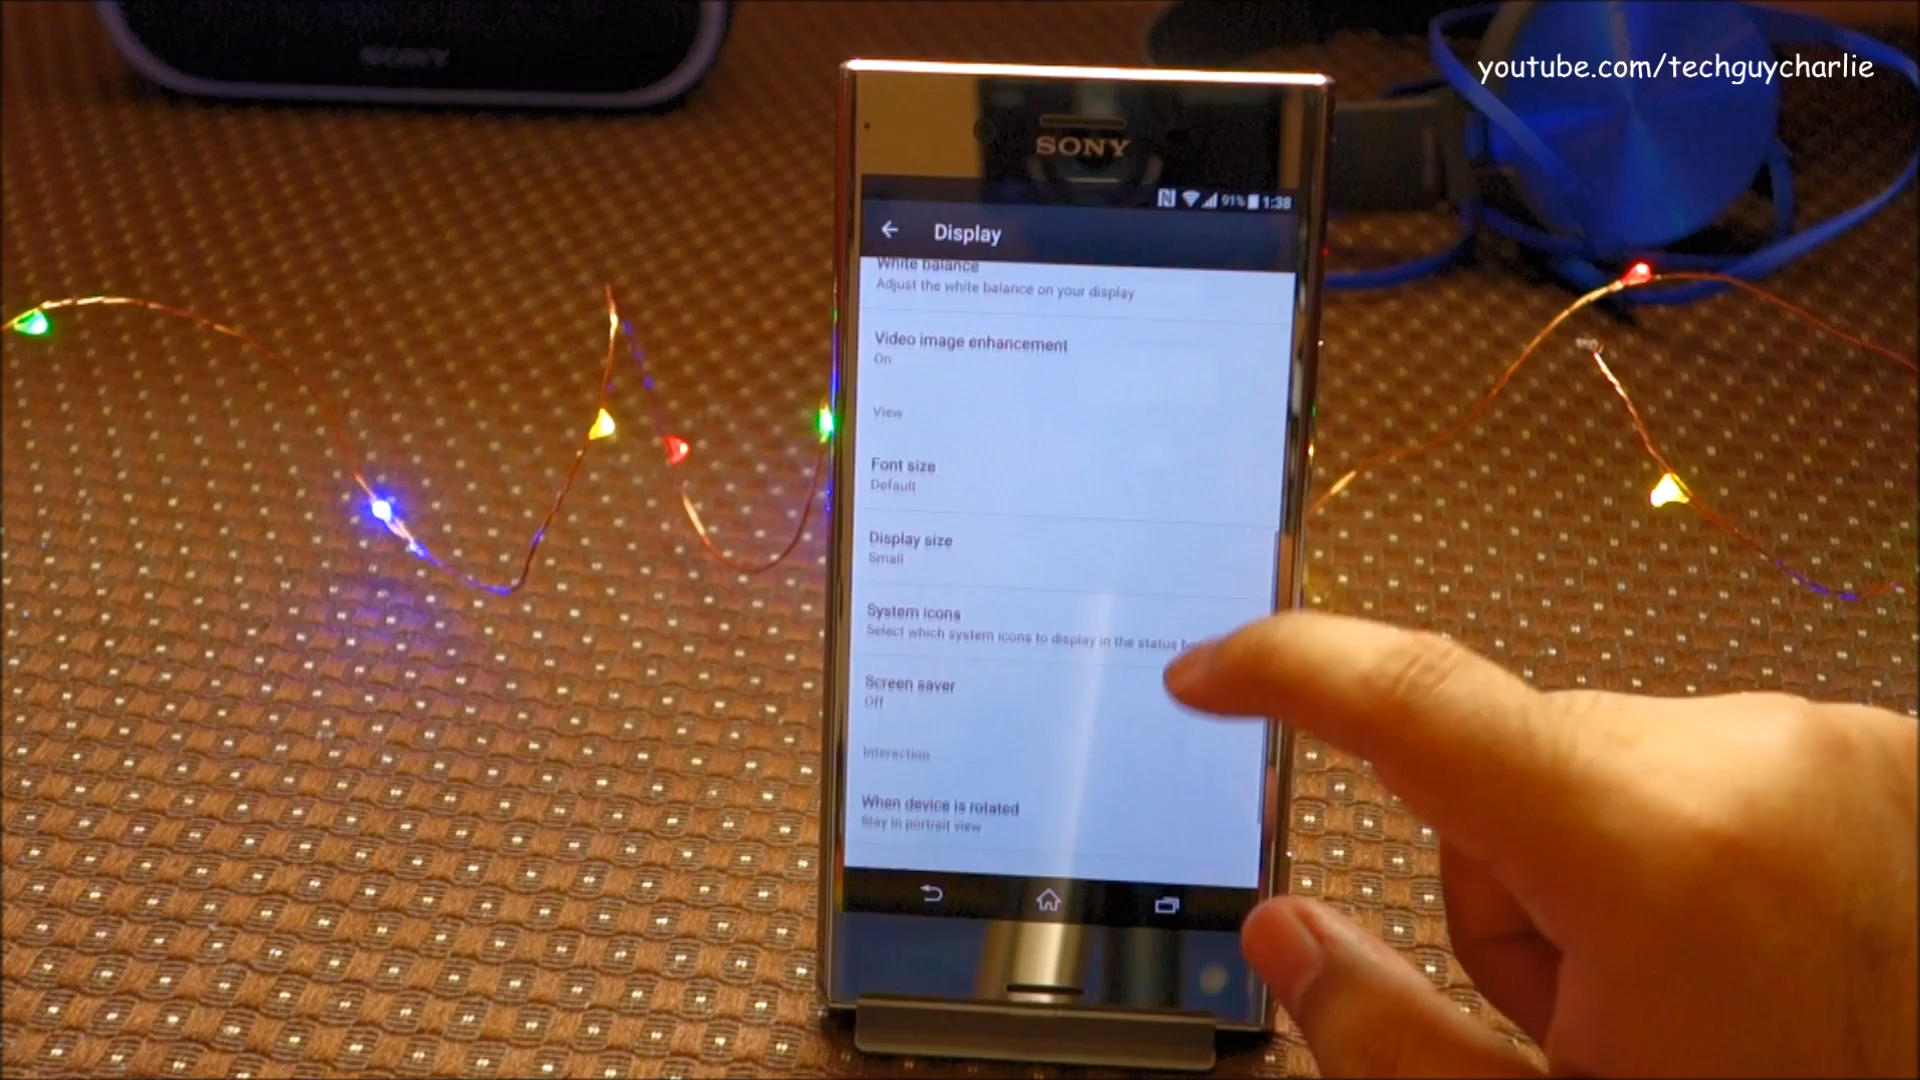 SONY
youtube.com/techguycharlie
SONY
91% 1:38
Display
White balance
Adjust the white balance on your display
Video image enhancement
On
View
Font size
Default
Display size
Small
System icons
Select which system icons to display in the status
Screen saver
Off
Interaction
When device is rotated
Stay in portrait view